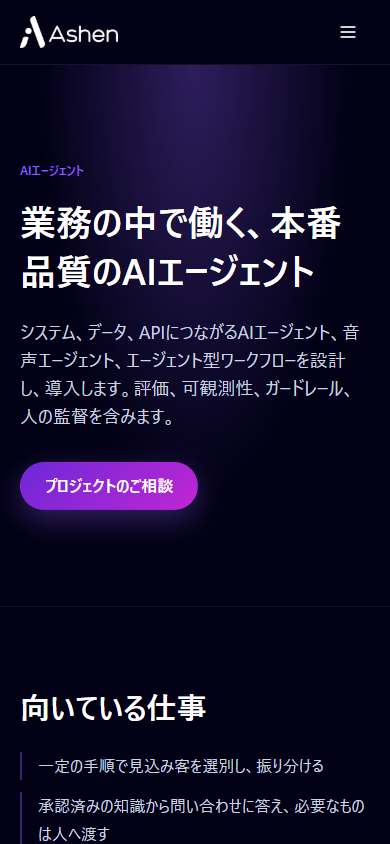 Ashen
AIエージェント
業務の中で働く、本番
品質のAIエージェント
システム、データ、APIにつながるAIエージェント、音
声エージェント、エージェント型ワークフローを設計
し、導入します。評価、可観測性、ガードレール、
人の監督を含みます。
プロジェクトのご相談
向いている仕事
一定の手順で見込み客を選別し、振り分ける
承認済みの知識から問い合わせに答え、必要なもの
は人へ渡す